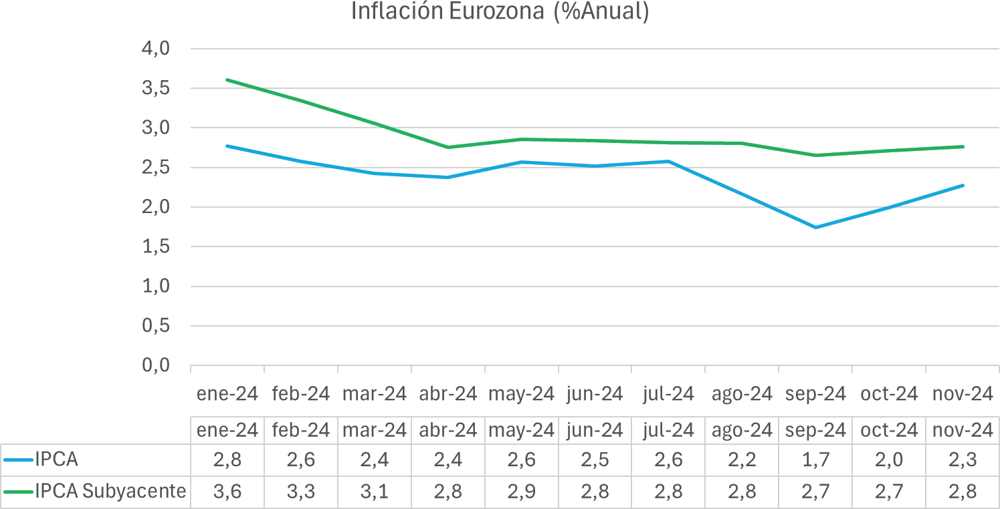 Inflación Eurozona (%Anual)
4,0
3,5
3,0
2,5
2,0
1,5
1,0
0,5
0,0
ene-24 feb-24 mar-24 abr-24 may-24 jun-24 jul-24 ago-24 sep-24 oct-24 nov-24
ene-24 feb-24 mar-24 abr-24 may-24 jun-24 jul-24 ago-24 sep-24 oct-24 nov-24
IPCA 2,8 2,6 2,4 2,4 2,6 2,5 2,6 2,2 1,7 2,0 2,3
IPCA Subyacente 3,6 3,3 3,1 2,8 2,9 2,8 2,8 2,8 2,7 2,7 2,8